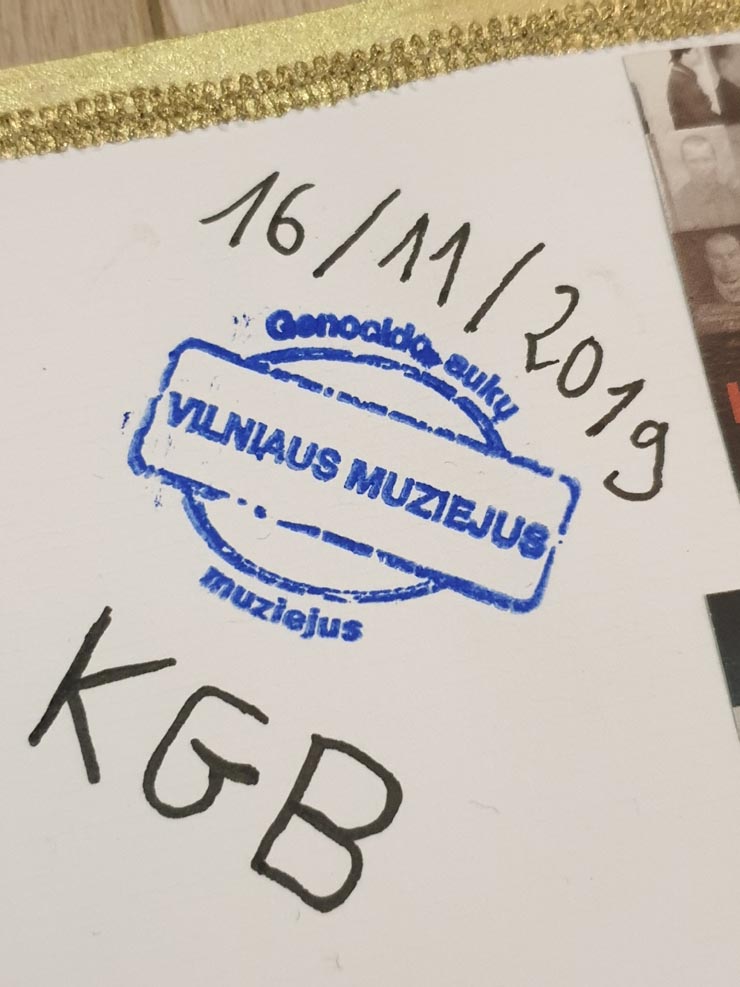 16/11/2019
Genocido aukų
VILNIAUS MUZIEJUS
muziejus
KGB